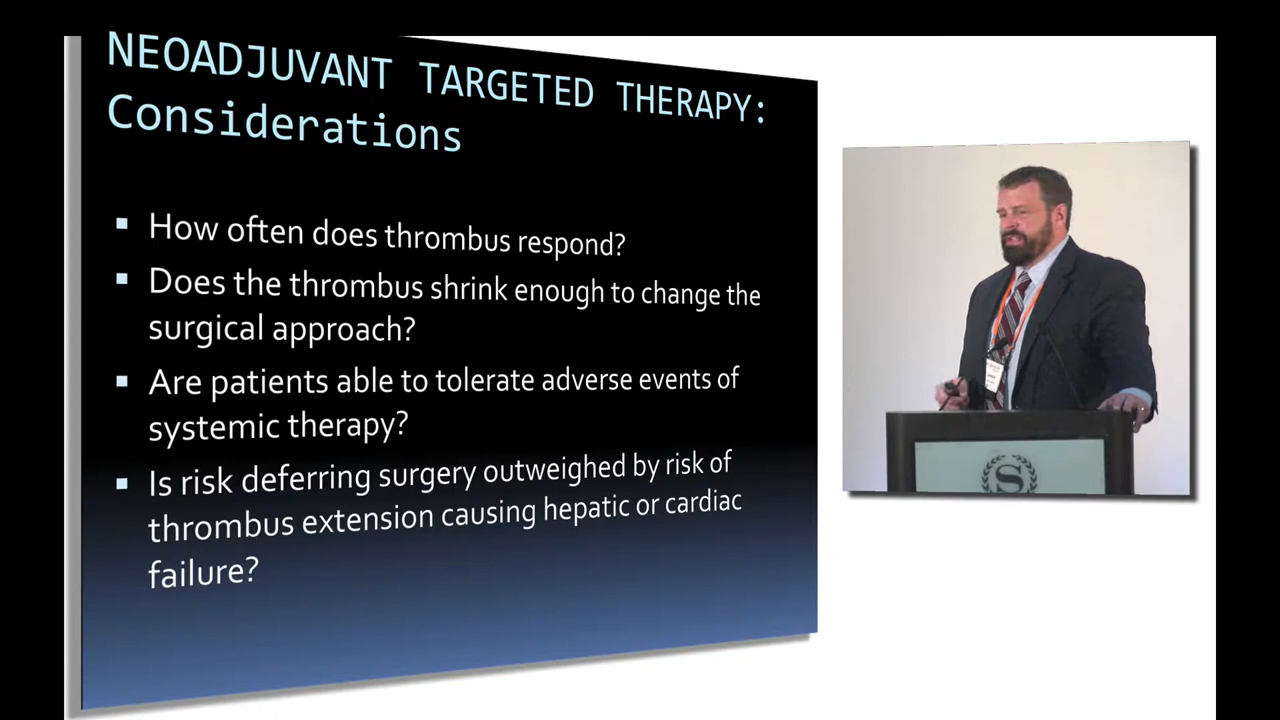 NEOADJUVANT TARGETED THERAPY:
Considerations
How often does thrombus respond?
Does the thrombus shrink enough to change the
surgical approach?
Are patients able to tolerate adverse events of
systemic therapy?
Is risk deferring surgery outweighed by risk of
thrombus extension causing hepatic or cardiac
failure?
S